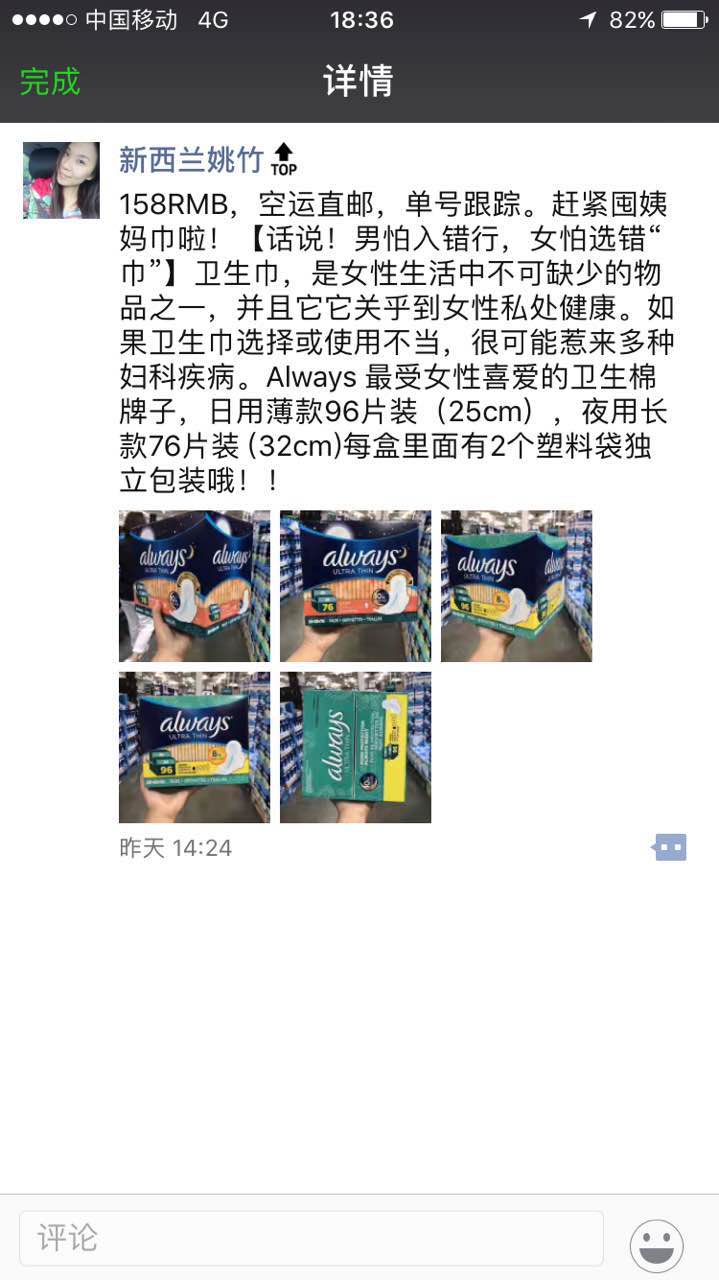 中国移动 4G 18:36 82%
完成 详情
新西兰姚竹 TOP
158RMB，空运直邮，单号跟踪。赶紧囤姨
妈巾啦！【话说！男怕入错行，女怕选错“
巾”】卫生巾，是女性生活中不可缺少的物
品之一，并且它它关乎到女性私处健康。如
果卫生巾选择或使用不当，很可能惹来多种
妇科疾病。Always 最受女性喜爱的卫生棉
牌子，日用薄款96片装（25cm），夜用长
款76片装 (32cm)每盒里面有2个塑料袋独
立包装哦！！
always always
ULTRA THIN
always
ULTRA THIN
76
always
ULTRA THIN
96
always
ULTRA THIN
96
always
ULTRA THIN
昨天 14:24
评论